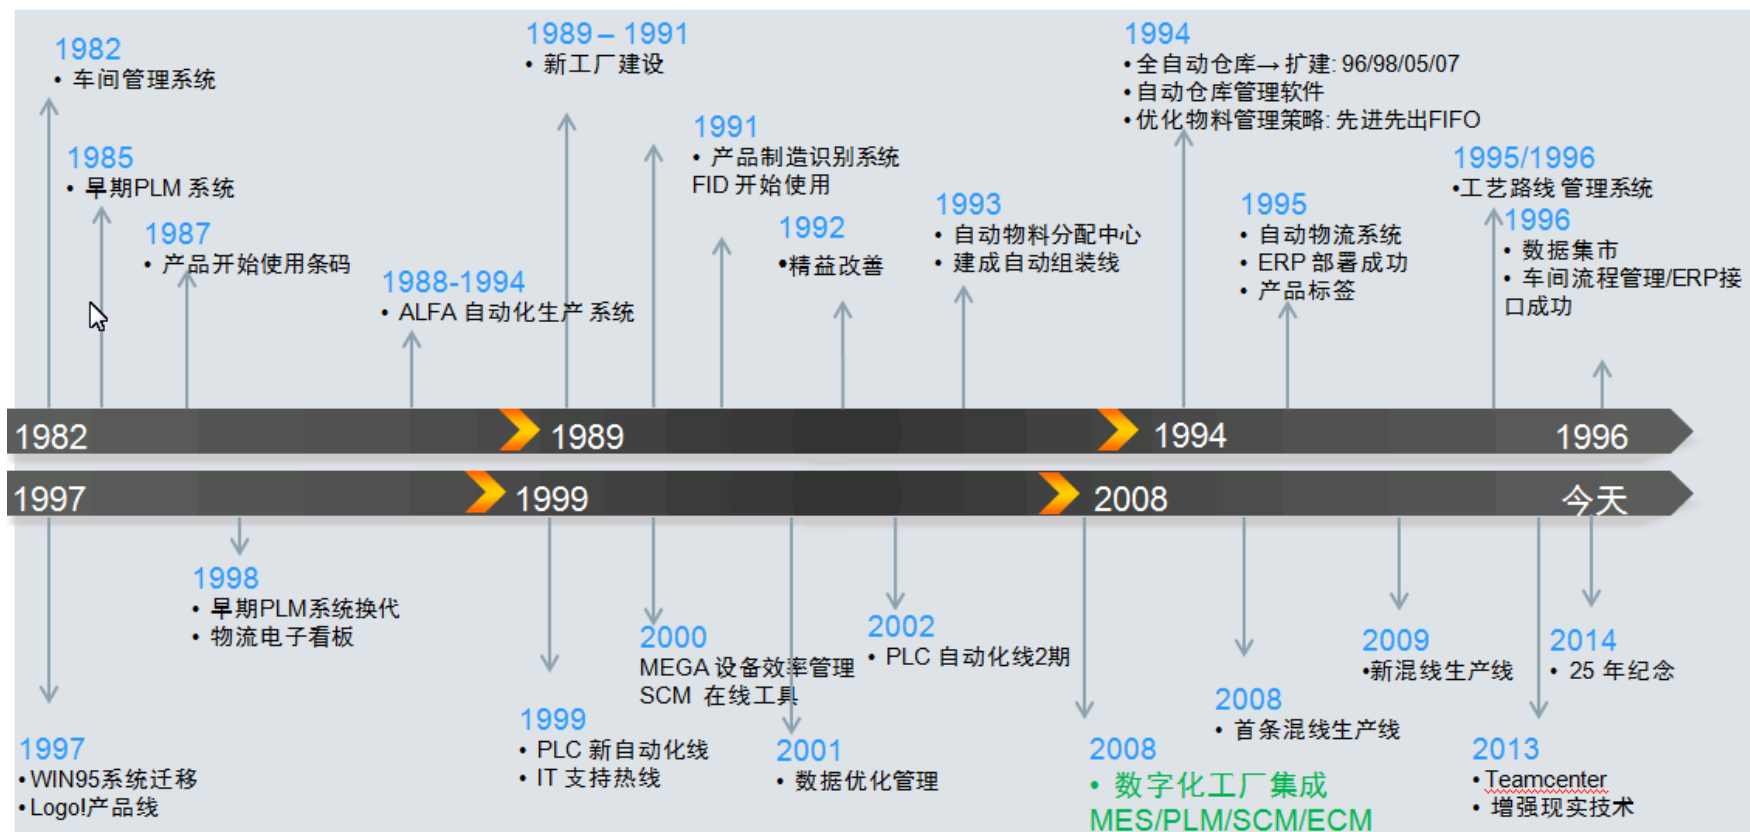 1982
• 车间管理系统
1985
• 早期PLM 系统
1987
• 产品开始使用条码
1988-1994
• ALFA 自动化生产 系统
1989 – 1991
• 新工厂建设
1991
• 产品制造识别系统
FID 开始使用
1992
•精益改善
1993
• 自动物料分配中心
• 建成自动组装线
1994
•全自动仓库→ 扩建: 96/98/05/07
•自动仓库管理软件
•优化物料管理策略: 先进先出FIFO
1995
• 自动物流系统
• ERP 部署成功
• 产品标签
1995/1996
•工艺路线 管理系统
1996
• 数据集市
• 车间流程管理/ERP接
口成功
1982
1989
1994
1996
1997
1999
2008
今天
1997
•WIN95系统迁移
•Logo!产品线
1998
• 早期PLM系统换代
• 物流电子看板
1999
• PLC 新自动化线
• IT 支持热线
2000
MEGA 设备效率管理
SCM 在线工具
2001
• 数据优化管理
2002
• PLC 自动化线2期
2008
• 数字化工厂集成
MES/PLM/SCM/ECM
2008
• 首条混线生产线
2009
•新混线生产线
2013
• Teamcenter
• 增强现实技术
2014
• 25 年纪念